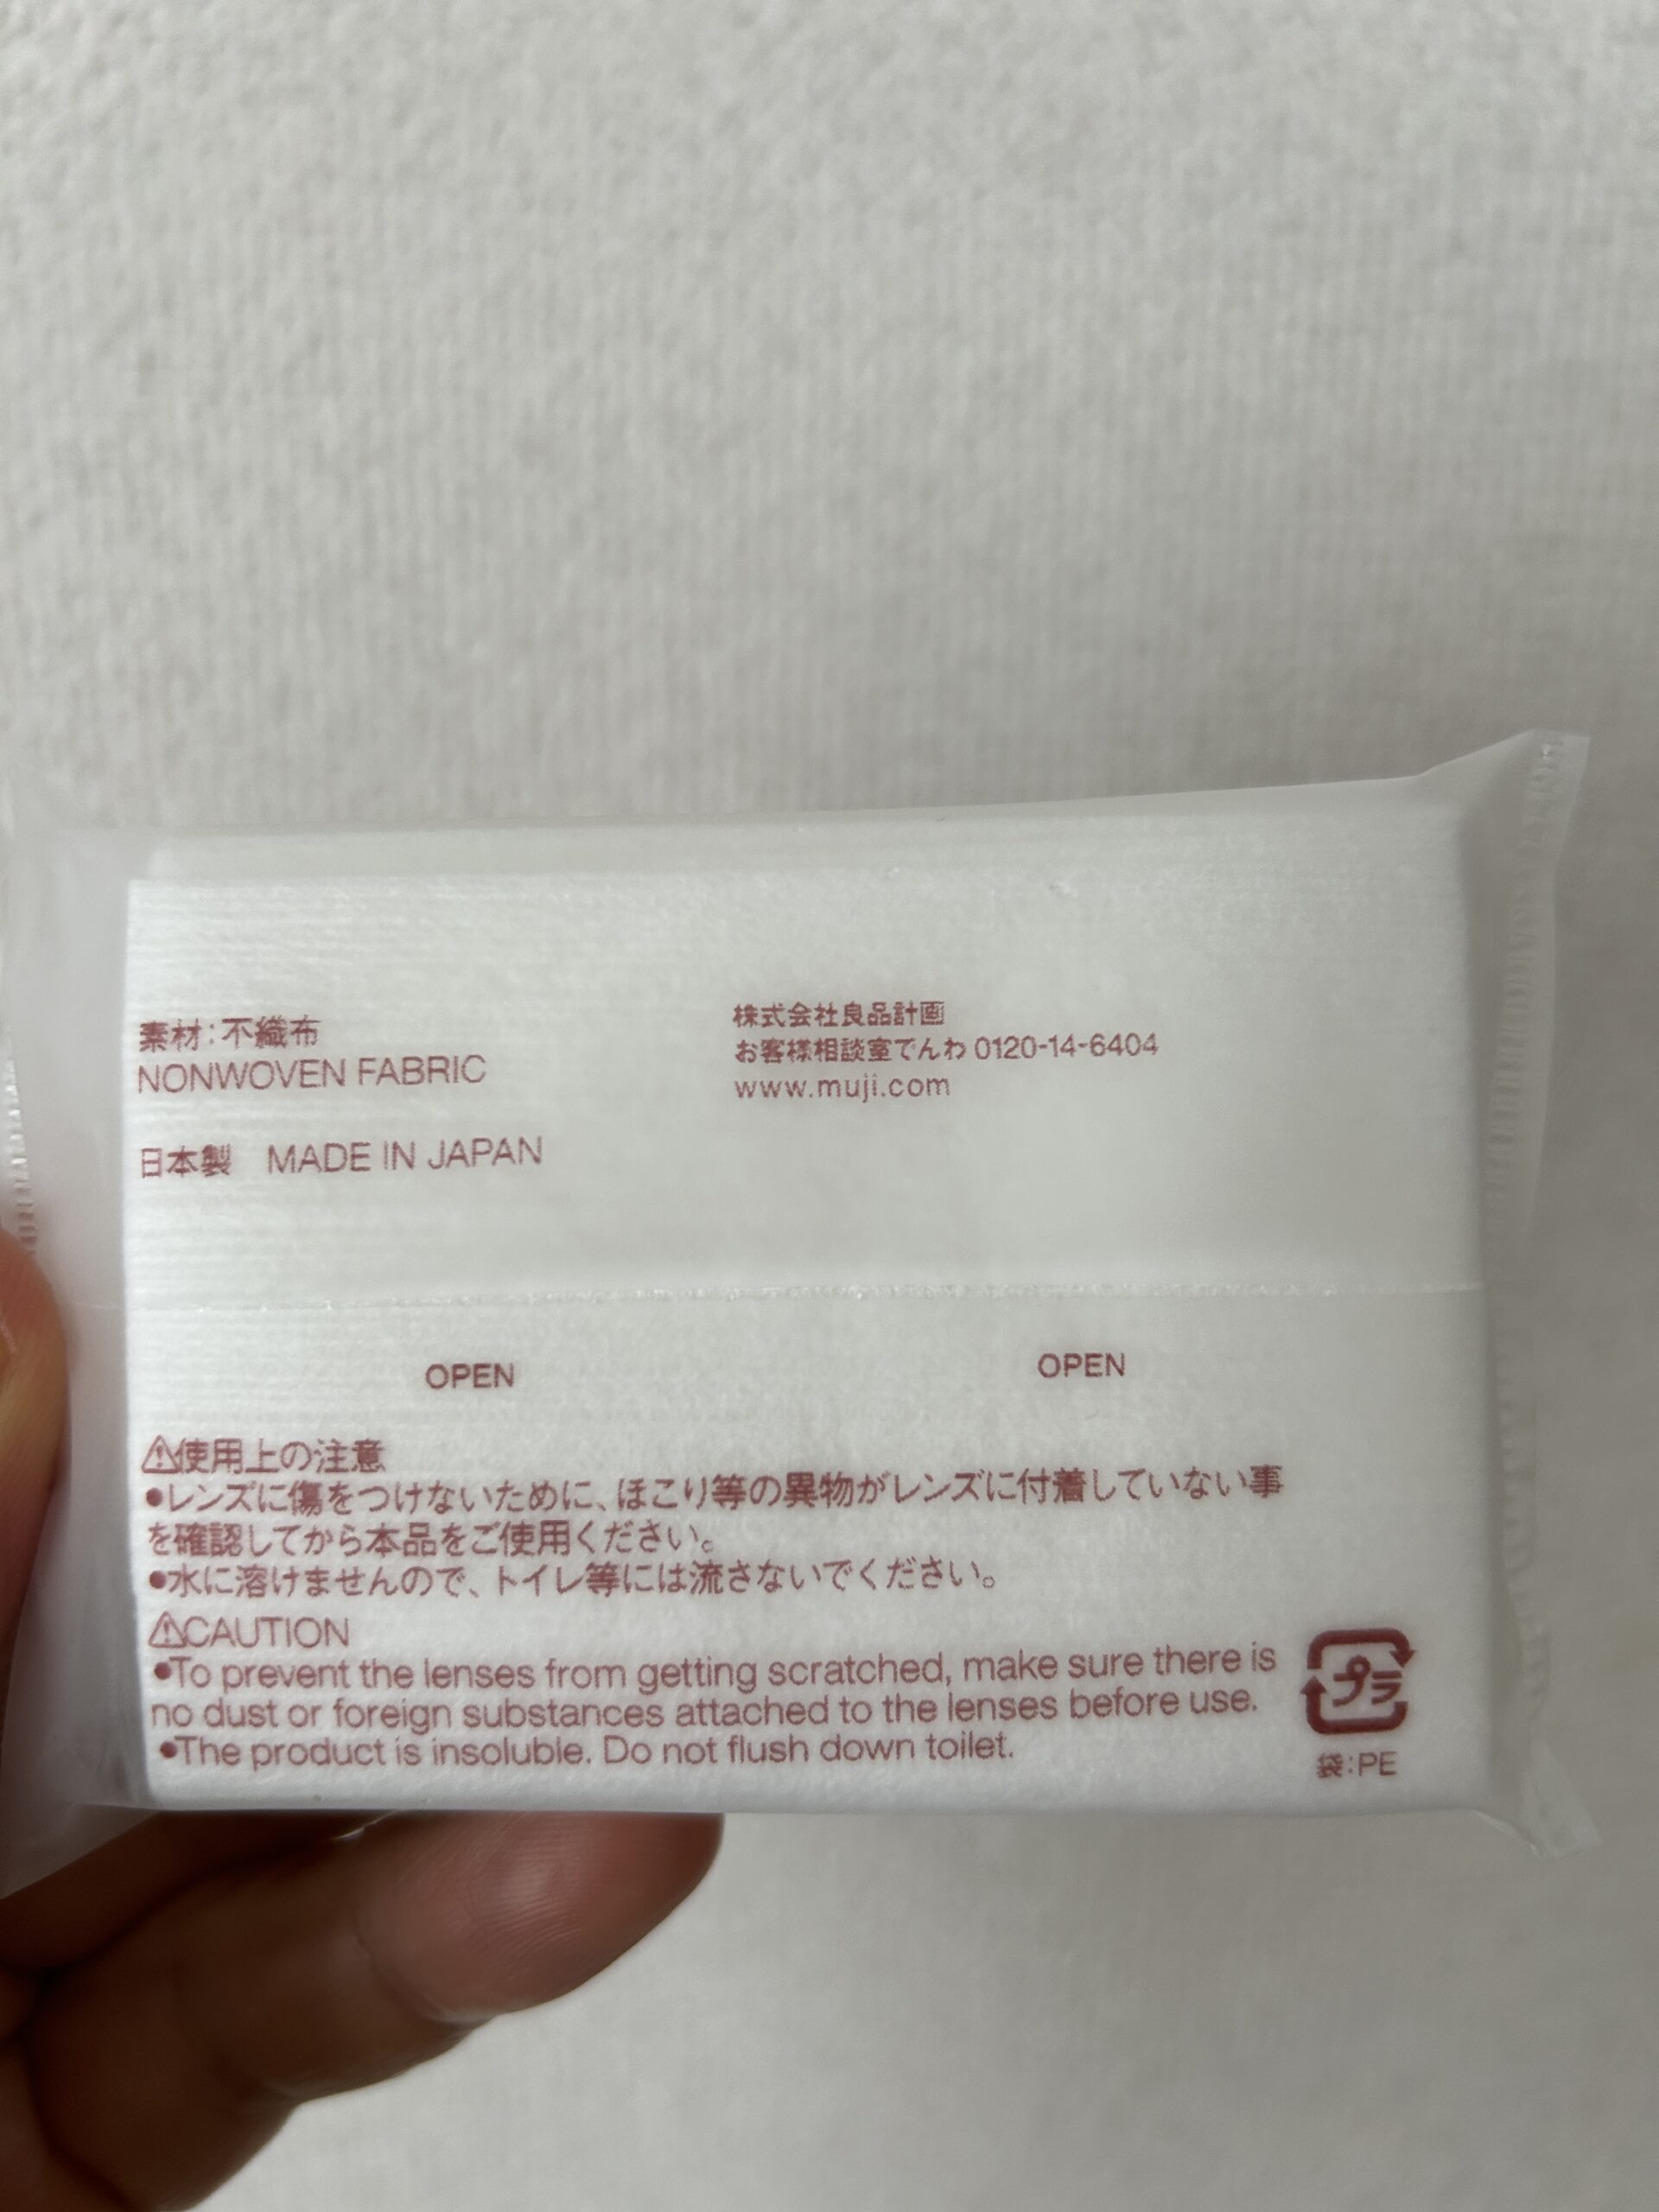 素材：不織布
NONWOVEN FABRIC
日本製　MADE IN JAPAN
株式会社良品計画
お客様相談室でんわ 0120-14-6404
www.muji.com
OPEN
OPEN
⚠使用上の注意
●レンズに傷をつけないために、ほこり等の異物がレンズに付着していない事
を確認してから本品をご使用ください。
●水に溶けませんので、トイレ等には流さないでください。
⚠CAUTION
●To prevent the lenses from getting scratched, make sure there is
no dust or foreign substances attached to the lenses before use.
●The product is insoluble. Do not flush down toilet.
プラ
袋：PE